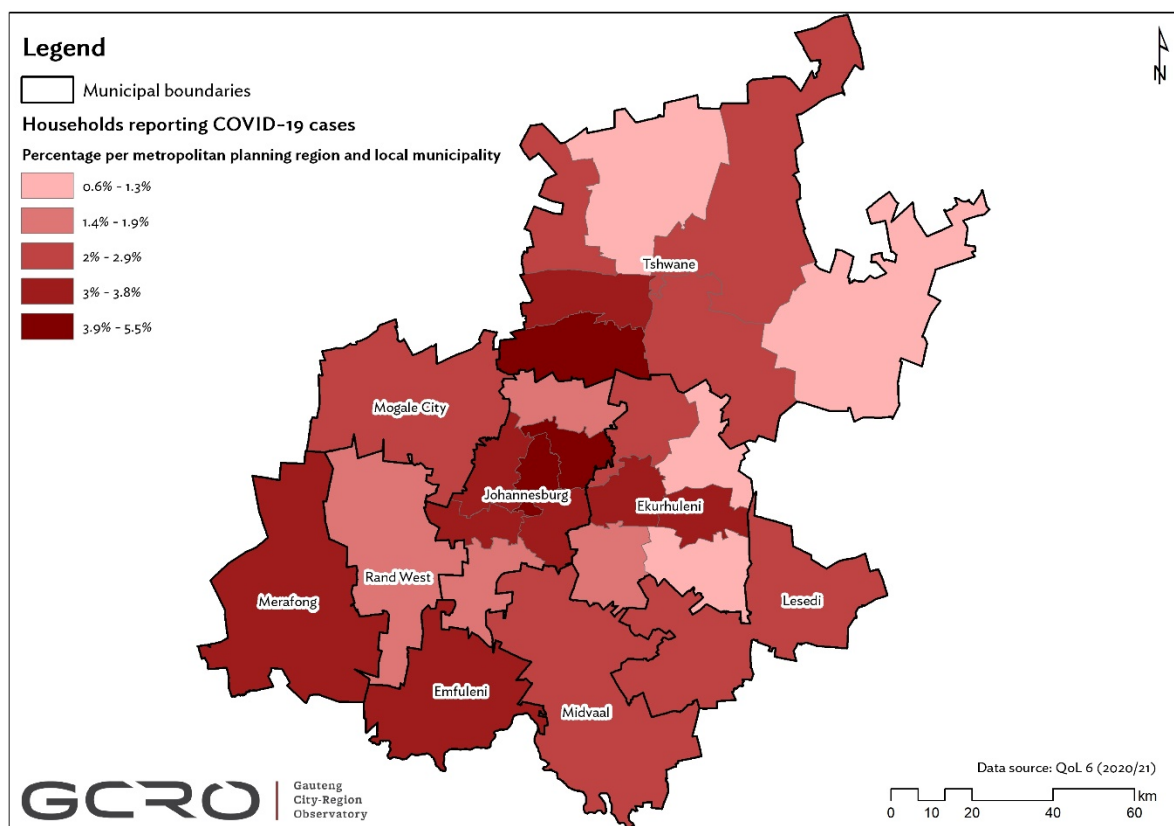 Legend
Municipal boundaries
Households reporting COVID-19 cases
Percentage per metropolitan planning region and local municipality
0.6% - 1.3%
1.4% - 1.9%
2% - 2.9%
3% - 3.8%
3.9% - 5.5%
N
Tshwane
Mogale City
Johannesburg
Ekurhuleni
Rand West
Merafong
Lesedi
Emfuleni
Midvaal
GCRO
Gauteng
City-Region
Observatory
Data source: QoL 6 (2020/21)
km
0 10 20 40 60